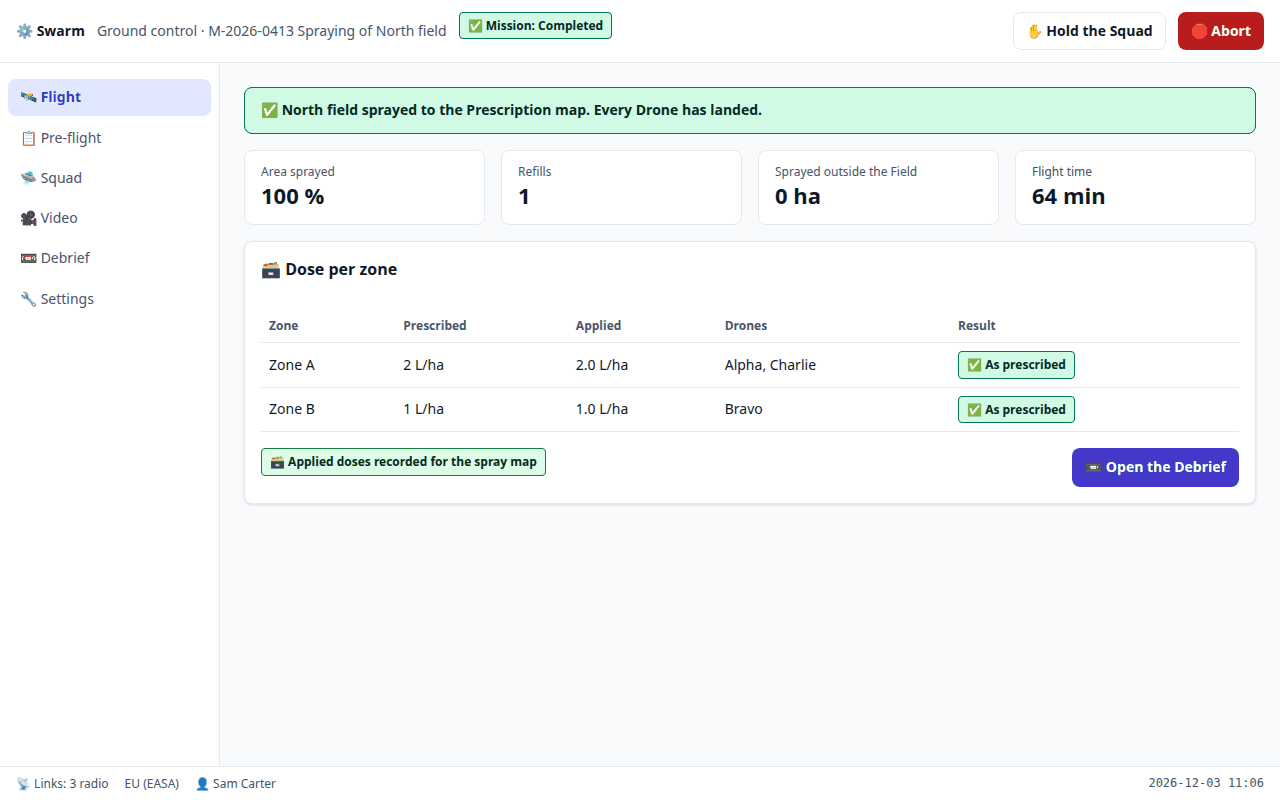 ⚙️ Swarm Ground control · M-2026-0413 Spraying of North field ✅ Mission: Completed ✋ Hold the Squad 🛑 Abort
🛰️ Flight
📋 Pre-flight
🛸 Squad
🎥 Video
📼 Debrief
🔧 Settings
✅ North field sprayed to the Prescription map. Every Drone has landed.
Area sprayed
100 %
Refills
1
Sprayed outside the Field
0 ha
Flight time
64 min
🗃️ Dose per zone
Zone Prescribed Applied Drones Result
Zone A 2 L/ha 2.0 L/ha Alpha, Charlie ✅ As prescribed
Zone B 1 L/ha 1.0 L/ha Bravo ✅ As prescribed
🗃️ Applied doses recorded for the spray map 📼 Open the Debrief
📡 Links: 3 radio EU (EASA) 👤 Sam Carter 2026-12-03 11:06